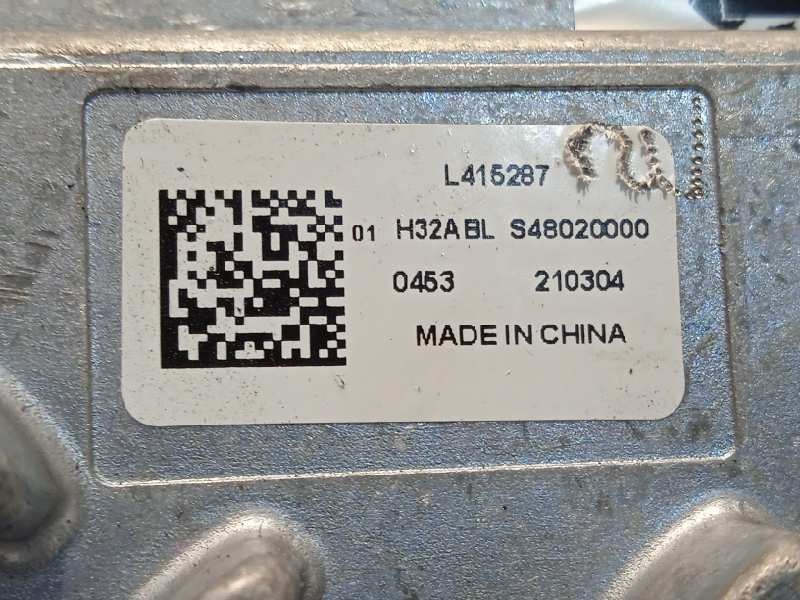 L415287
01 H32ABL S48020000
0453 210304
MADE IN CHINA